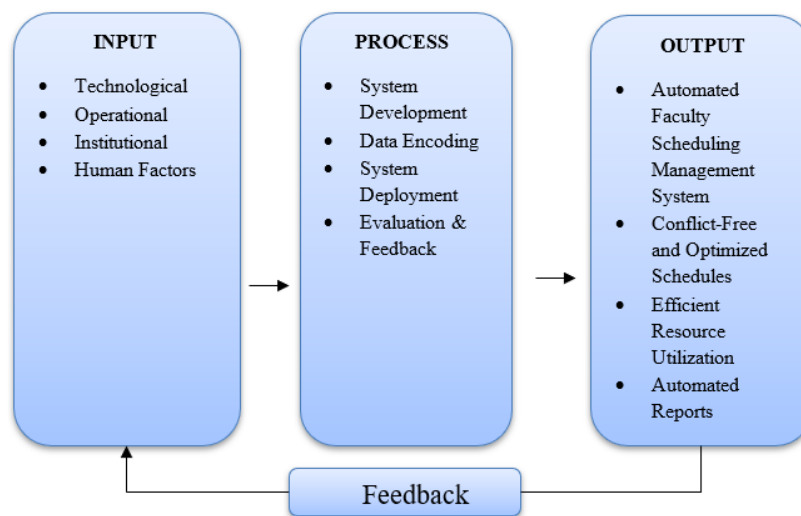 INPUT
• Technological
• Operational
• Institutional
• Human Factors
PROCESS
• System
Development
• Data Encoding
• System
Deployment
• Evaluation &
Feedback
OUTPUT
• Automated
Faculty
Scheduling
Management
System
• Conflict-Free
and Optimized
Schedules
• Efficient
Resource
Utilization
• Automated
Reports
Feedback